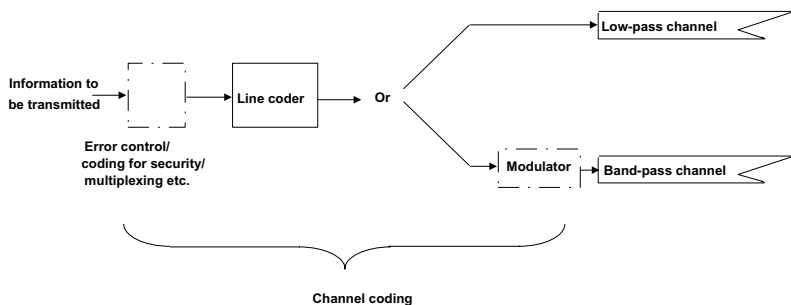 Low-pass channel
Information to
be transmitted
Line coder
Or
Error control/
coding for security/
multiplexing etc.
Modulator
Band-pass channel
Channel coding